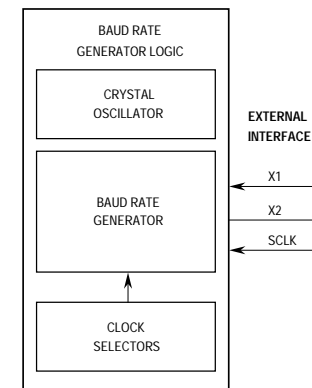 BAUD RATE
GENERATOR LOGIC
CRYSTAL
OSCILLATOR
BAUD RATE
GENERATOR
CLOCK
SELECTORS
EXTERNAL
INTERFACE
X1
X2
SCLK